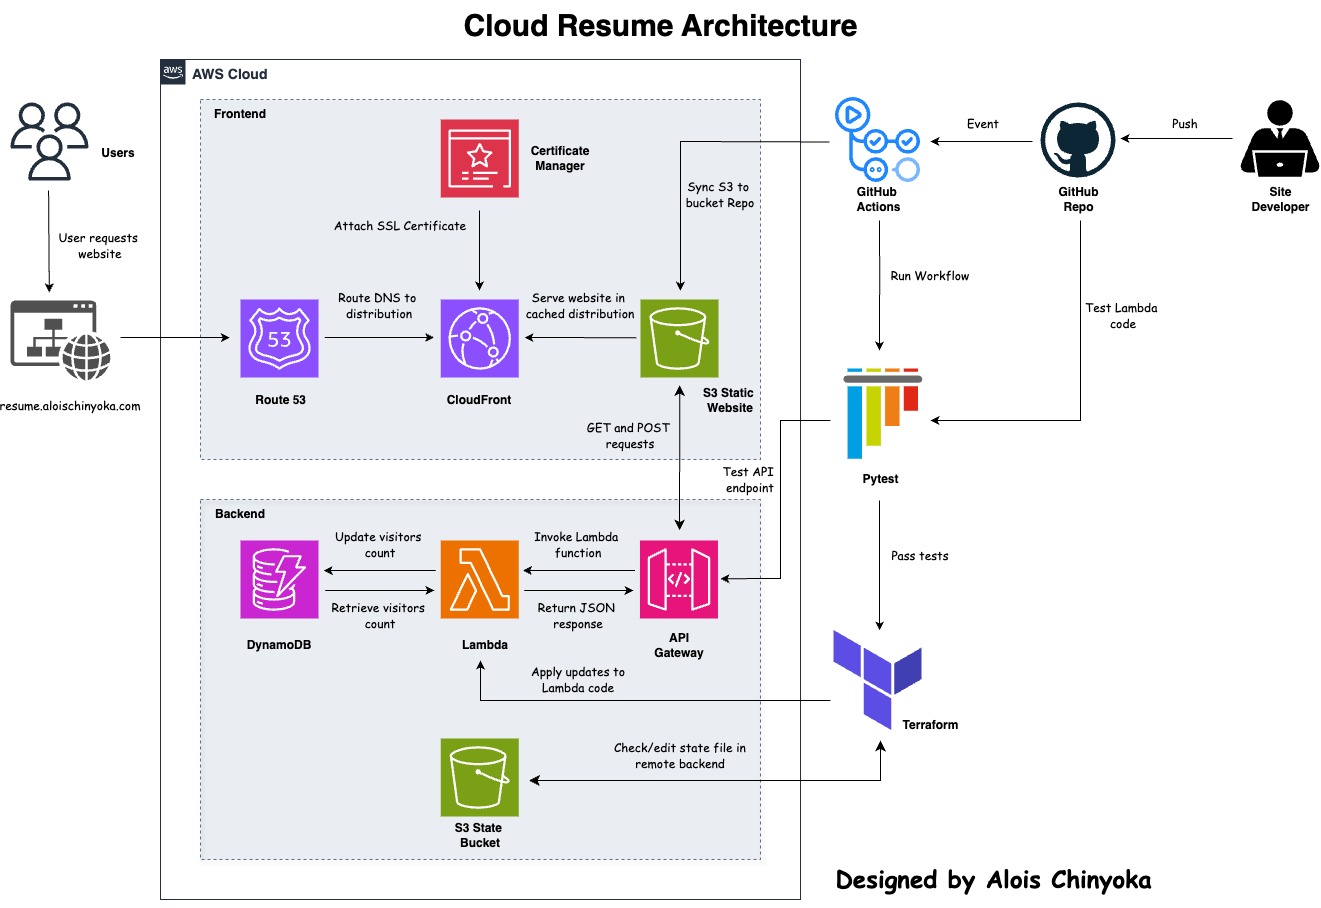 Cloud Resume Architecture
aws
AWS Cloud
Frontend
Users
Certificate
Manager
Event
Push
GitHub
Actions
GitHub
Repo
Site
Developer
Sync S3 to
bucket Repo
Attach SSL Certificate
User requests
website
Run Workflow
Route DNS to
distribution
Serve website in
cached distribution
Test Lambda
code
53
Route 53
CloudFront
S3 Static
Website
resume.aloischinyoka.com
GET and POST
requests
Test API
endpoint
Pytest
Backend
Update visitors
count
Invoke Lambda
function
Pass tests
</>
Retrieve visitors
count
Return JSON
response
DynamoDB
Lambda
API
Gateway
Apply updates to
Lambda code
Terraform
Check/edit state file in
remote backend
S3 State
Bucket
Designed by Alois Chinyoka